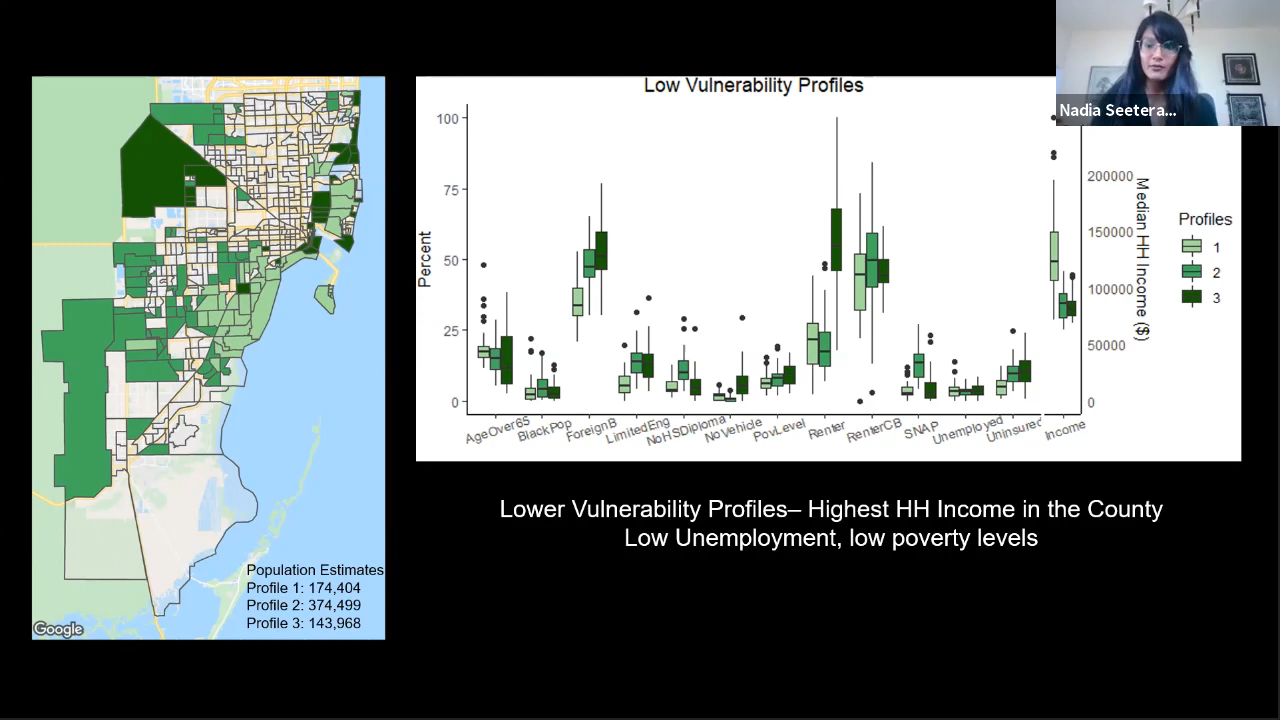 Nadia Seetera...
Low Vulnerability Profiles
100
75
50
25
0
Percent
AgeOver65
BlackPop
ForeignB
LimitedEng
NoHSDiploma
NoVehicle
PovLevel
Renter
RenterCB
SNAP
Unemployed
Uninsured
Income
200000
150000
100000
50000
0
Median HH Income ($)
Profiles
1
2
3
Lower Vulnerability Profiles– Highest HH Income in the County
Low Unemployment, low poverty levels
Population Estimates
Profile 1: 174,404
Profile 2: 374,499
Profile 3: 143,968
Google